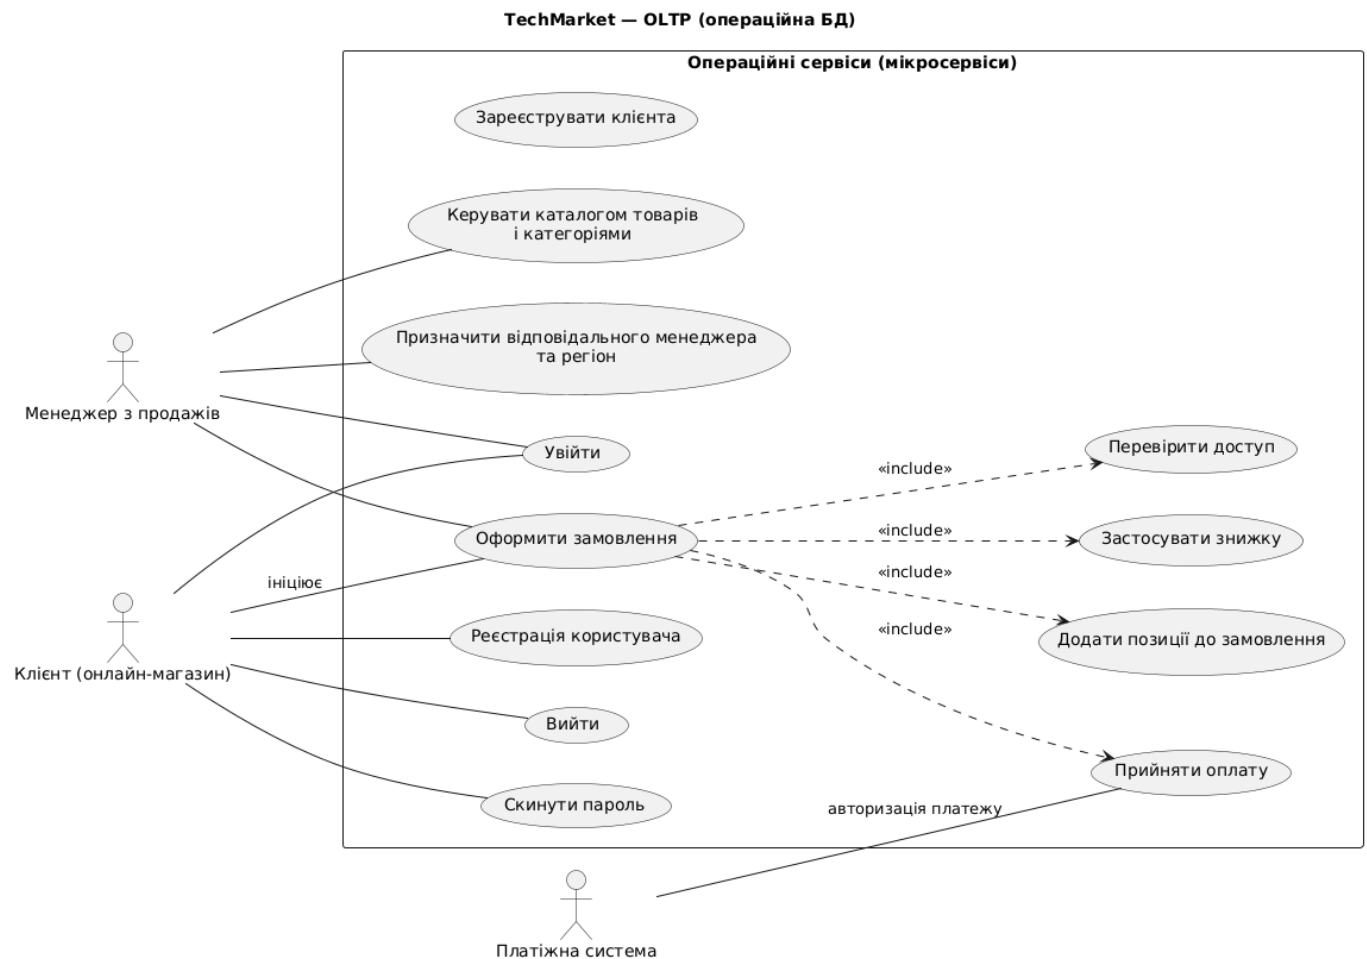 TechMarket — OLTP (операційна БД)
Операційні сервіси (мікросервіси)
Зареєструвати клієнта
Керувати каталогом товарів
і категоріями
Призначити відповідального менеджера
та регіон
Менеджер з продажів
Увійти
Перевірити доступ
«include»
Оформити замовлення
«include»
Застосувати знижку
ініціює
«include»
Додати позиції до замовлення
«include»
Реєстрація користувача
Клієнт (онлайн-магазин)
Вийти
Прийняти оплату
Скинути пароль
авторизація платежу
Платіжна система